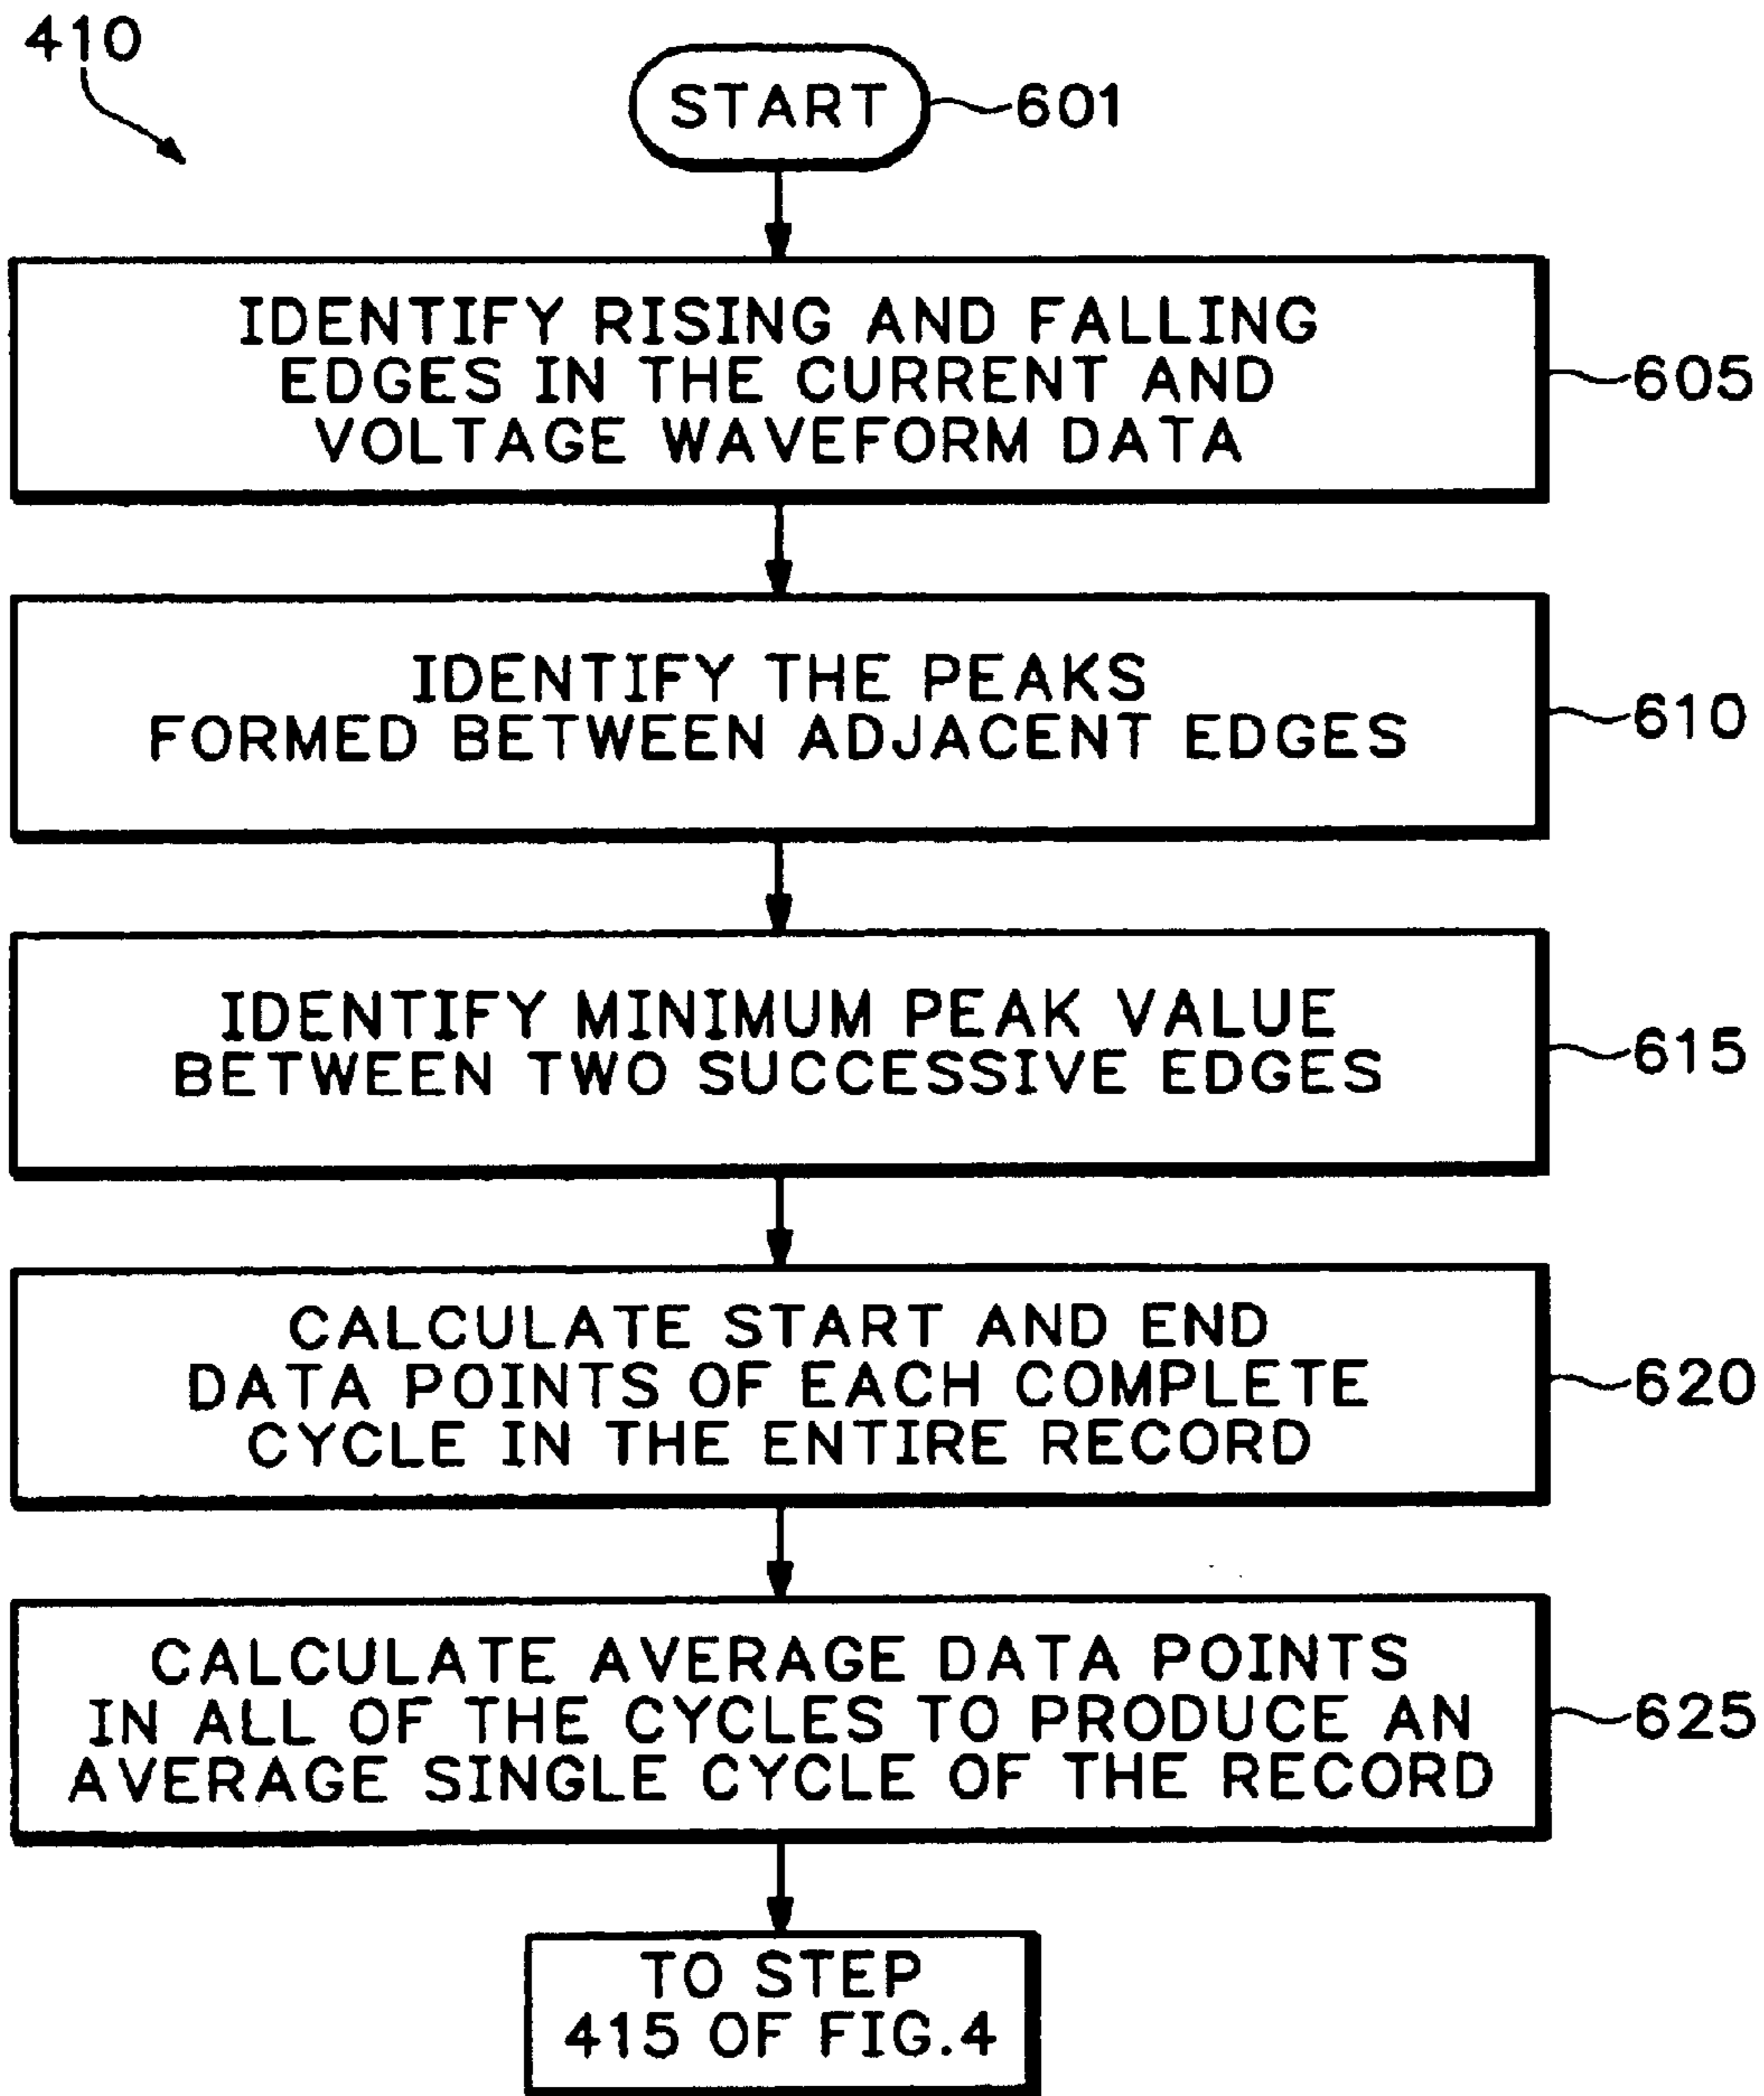 410
START
601
IDENTIFY RISING AND FALLING
EDGES IN THE CURRENT AND
VOLTAGE WAVEFORM DATA
605
IDENTIFY THE PEAKS
FORMED BETWEEN ADJACENT EDGES
610
IDENTIFY MINIMUM PEAK VALUE
BETWEEN TWO SUCCESSIVE EDGES
615
CALCULATE START AND END
DATA POINTS OF EACH COMPLETE
CYCLE IN THE ENTIRE RECORD
620
CALCULATE AVERAGE DATA POINTS
IN ALL OF THE CYCLES TO PRODUCE AN
AVERAGE SINGLE CYCLE OF THE RECORD
625
TO STEP
415 OF FIG.4